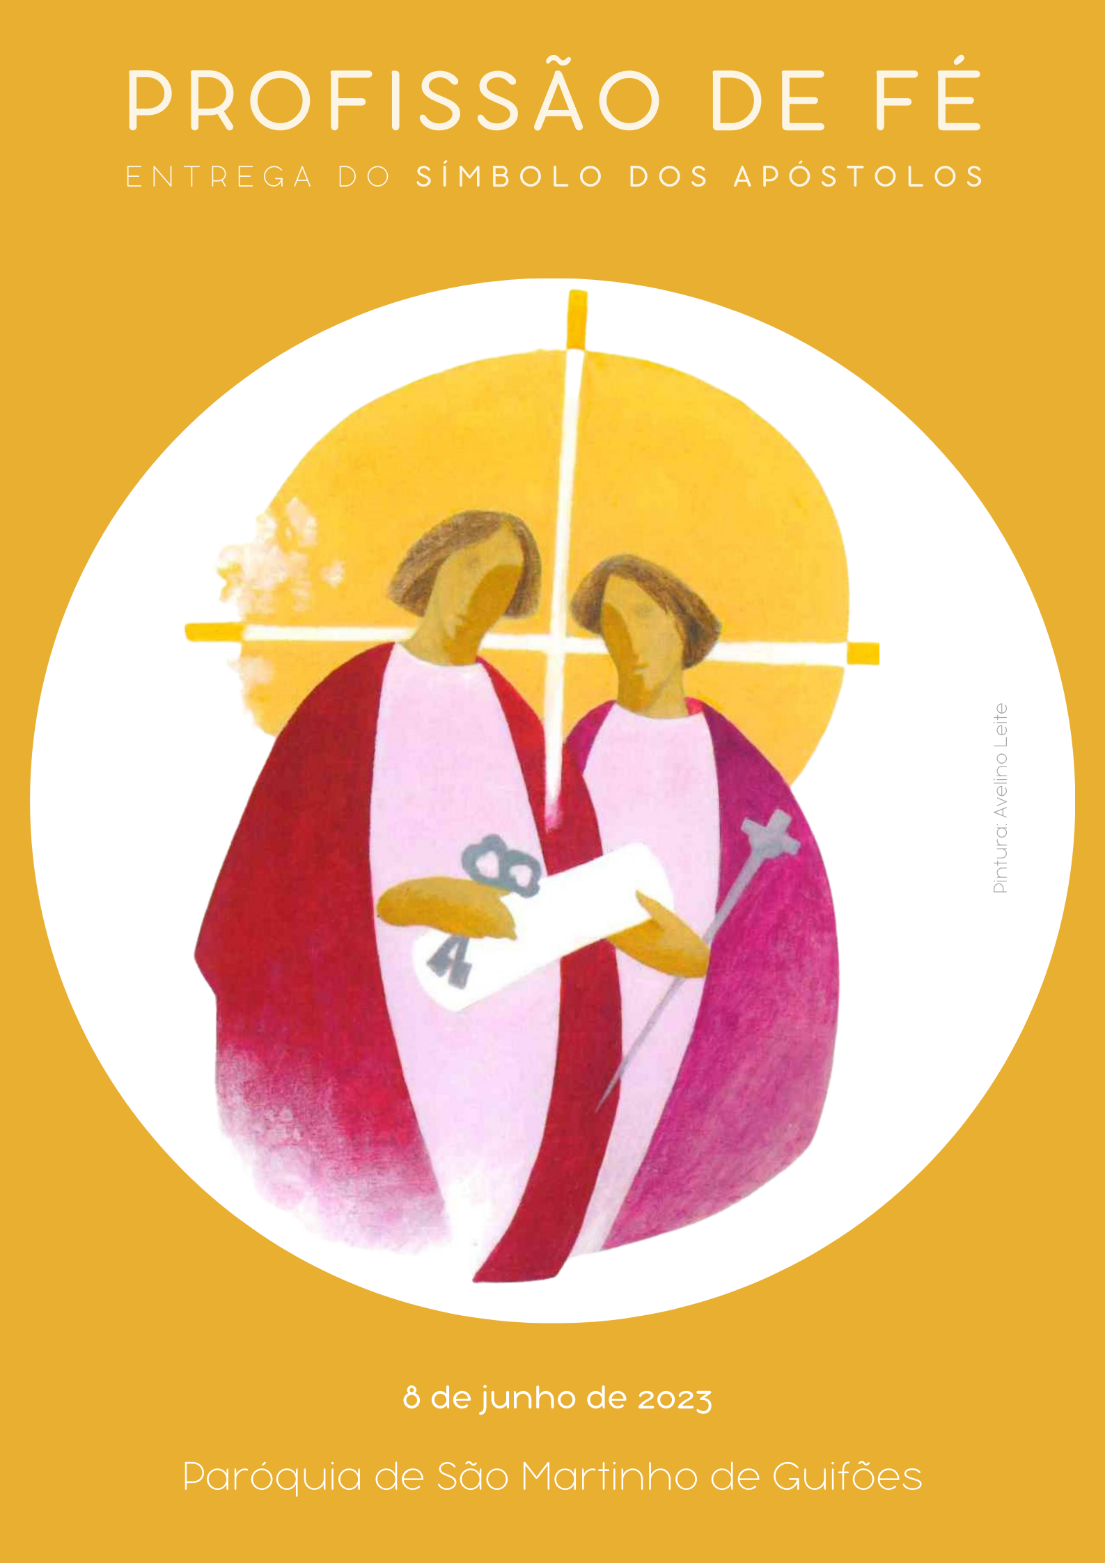 PROFISSÃO DE FÉ
ENTREGA DO SÍMBOLO DOS APÓSTOLOS
Pintura: Avelino Leite
8 de junho de 2023
Paróquia de São Martinho de Guifões